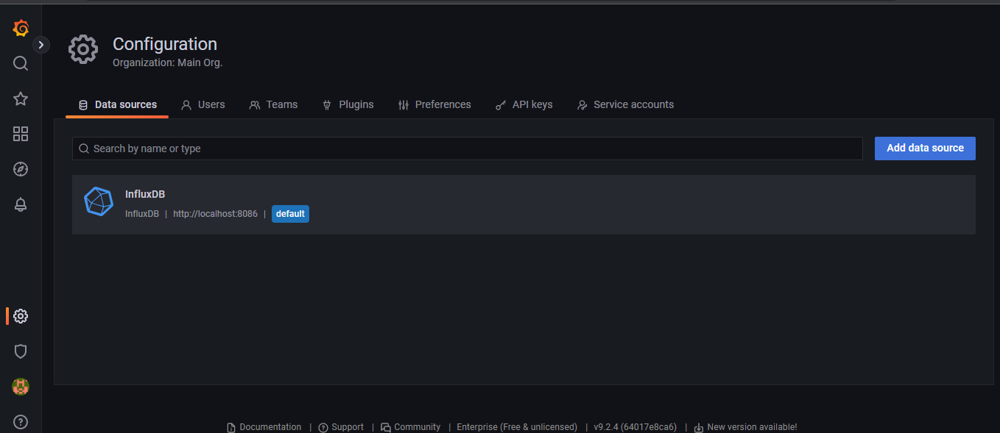 Configuration
Organization: Main Org.
Data sources Users Teams Plugins Preferences API keys Service accounts
Search by name or type Add data source
InfluxDB
InfluxDB | http://localhost:8086 | default
Documentation | Support | Community | Enterprise (Free & unlicensed) | v9.2.4 (64017e8ca6) | New version available!